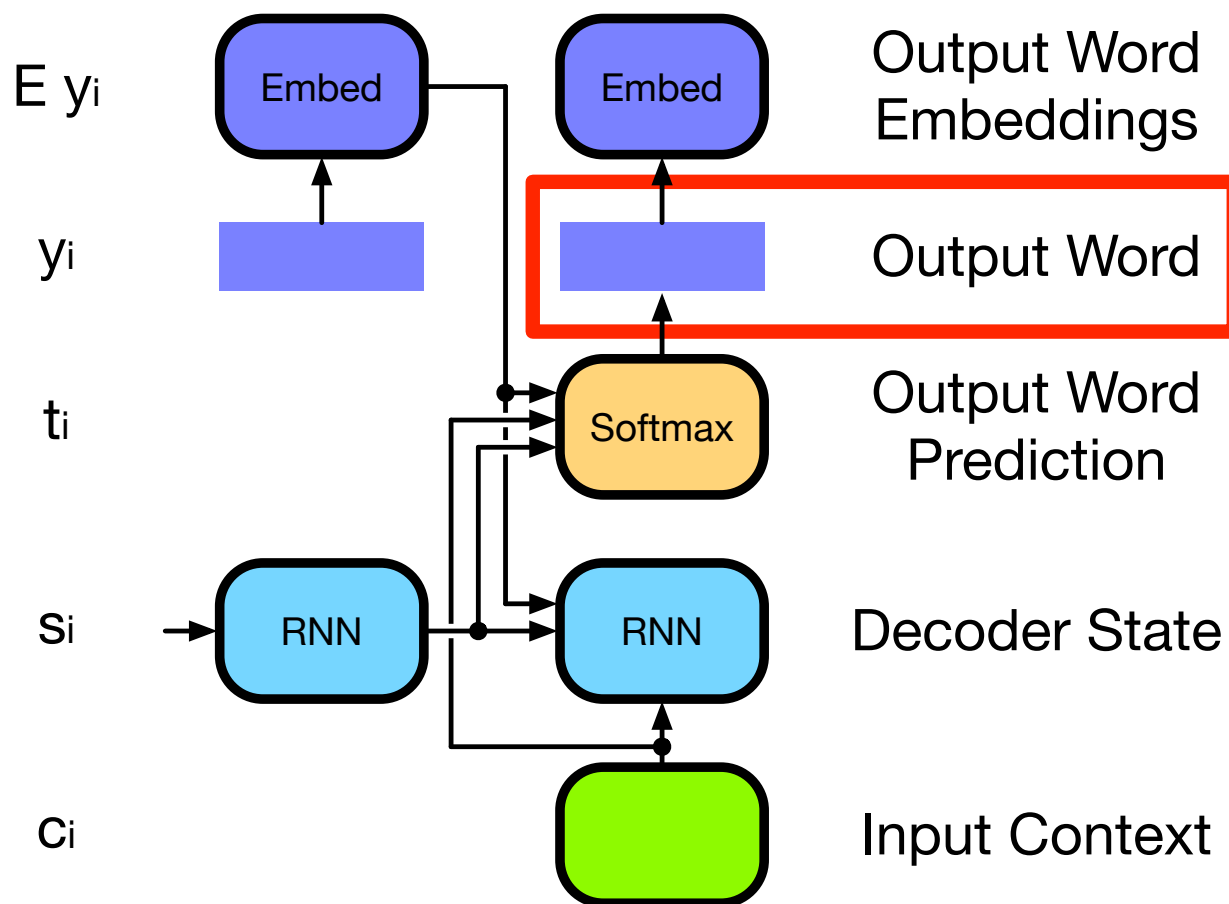 E yi
Embed
Embed
Output Word
Embeddings
yi
Output Word
ti
Softmax
Output Word
Prediction
si
RNN
RNN
Decoder State
ci
Input Context